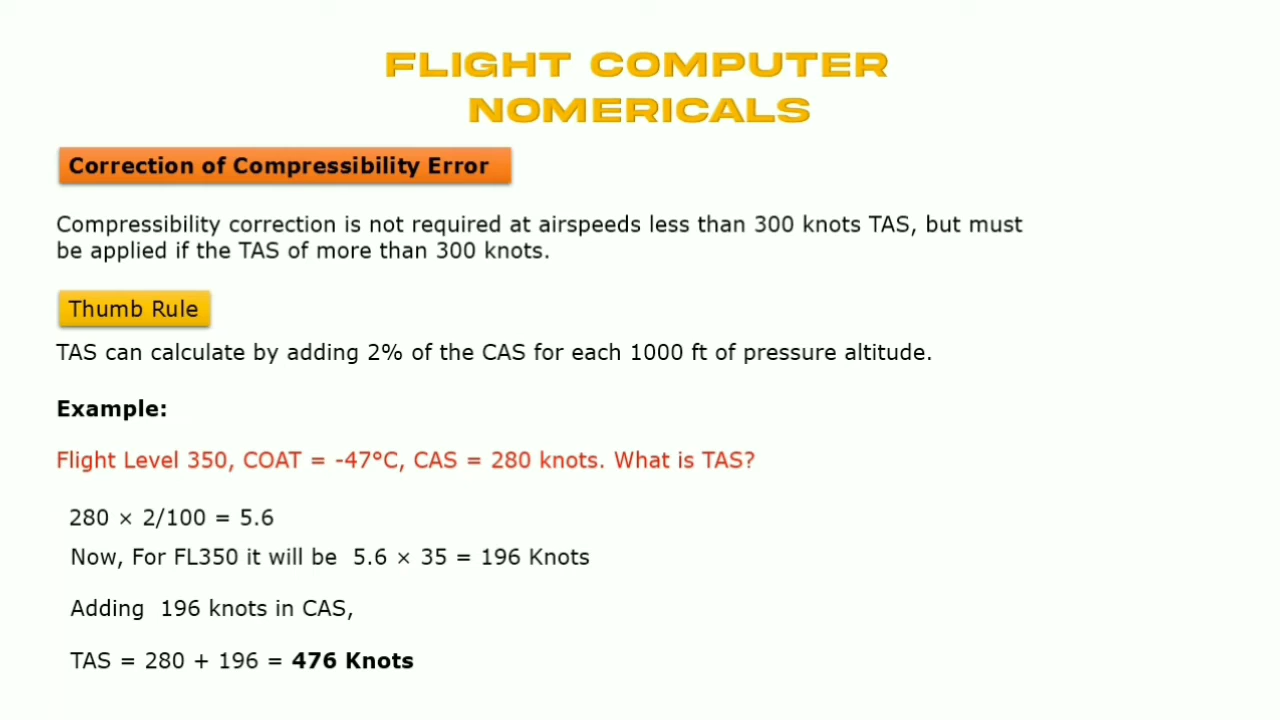 FLIGHT COMPUTER
NOMERICALS
Correction of Compressibility Error
Compressibility correction is not required at airspeeds less than 300 knots TAS, but must
be applied if the TAS of more than 300 knots.
Thumb Rule
TAS can calculate by adding 2% of the CAS for each 1000 ft of pressure altitude.
Example:
Flight Level 350, COAT = -47°C, CAS = 280 knots. What is TAS?
280 × 2/100 = 5.6
Now, For FL350 it will be 5.6 × 35 = 196 Knots
Adding 196 knots in CAS,
TAS = 280 + 196 = 476 Knots